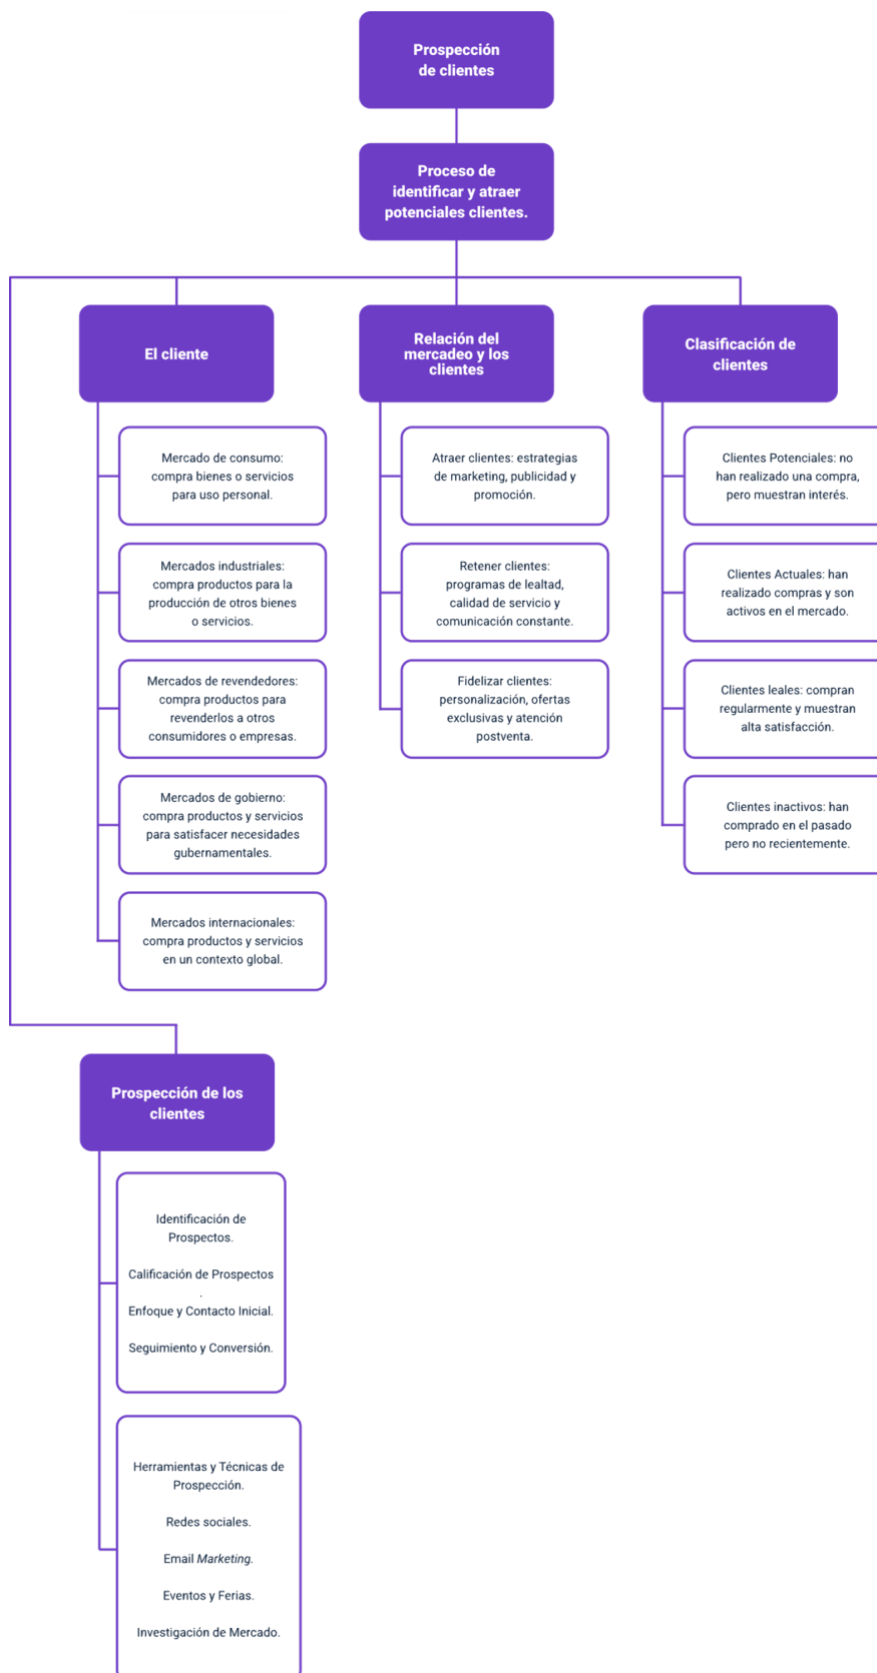 Prospección
de clientes
Proceso de
identificar y atraer
potenciales clientes.
El cliente
Mercado de consumo:
compra bienes o servicios
para uso personal.
Mercados industriales:
compra productos para la
producción de otros bienes
o servicios.
Mercados de revendedores:
compra productos para
revenderlos a otros
consumidores o empresas.
Mercados de gobierno:
compra productos y servicios
para satisfacer necesidades
gubernamentales.
Mercados internacionales:
compra productos y servicios
en un contexto global.
Relación del
mercadeo y los
clientes
Atraer clientes: estrategias
de marketing, publicidad y
promoción.
Retener clientes:
programas de lealtad,
calidad de servicio y
comunicación constante.
Fidelizar clientes:
personalización, ofertas
exclusivas y atención
postventa.
Clasificación de
clientes
Clientes Potenciales: no
han realizado una compra,
pero muestran interés.
Clientes Actuales: han
realizado compras y son
activos en el mercado.
Clientes leales: compran
regularmente y muestran
alta satisfacción.
Clientes inactivos: han
comprado en el pasado
pero no recientemente.
Prospección de los
clientes
Identificación de
Prospectos.
Calificación de Prospectos
.
Enfoque y Contacto Inicial.
Seguimiento y Conversión.
Herramientas y Técnicas de
Prospección.
Redes sociales.
Email Marketing.
Eventos y Ferias.
Investigación de Mercado.